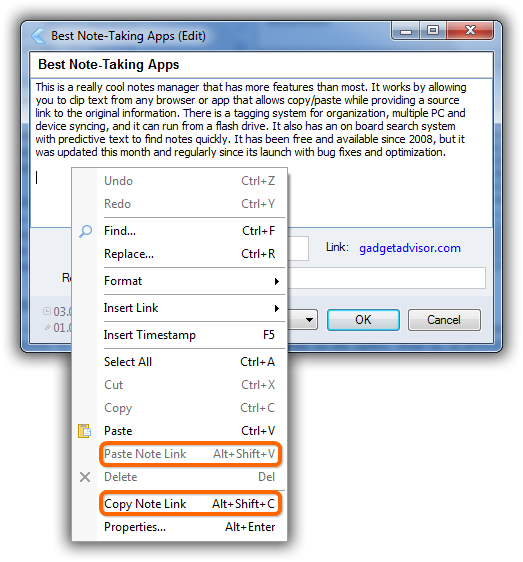 Best Note-Taking Apps (Edit)
Best Note-Taking Apps
This is a really cool notes manager that has more features than most. It works by allowing
you to clip text from any browser or app that allows copy/paste while providing a source
link to the original information. There is a tagging system for organization, multiple PC and
device syncing, and it can run from a flash drive. It also has an on board search system
with predictive text to find notes quickly. It has been free and available since 2008, but it
was updated this month and regularly since its launch with bug fixes and optimization.
Undo Ctrl+Z
Redo Ctrl+Y
Find... Ctrl+F
Link: gadgetadvisor.com
Replace... Ctrl+R
Format
Insert Link
03.0
Insert Timestamp F5
OK
Cancel
01.0
Select All Ctrl+A
Cut Ctrl+X
Copy Ctrl+C
Paste Ctrl+V
Paste Note Link Alt+Shift+V
Delete Del
Copy Note Link Alt+Shift+C
Properties... Alt+Enter